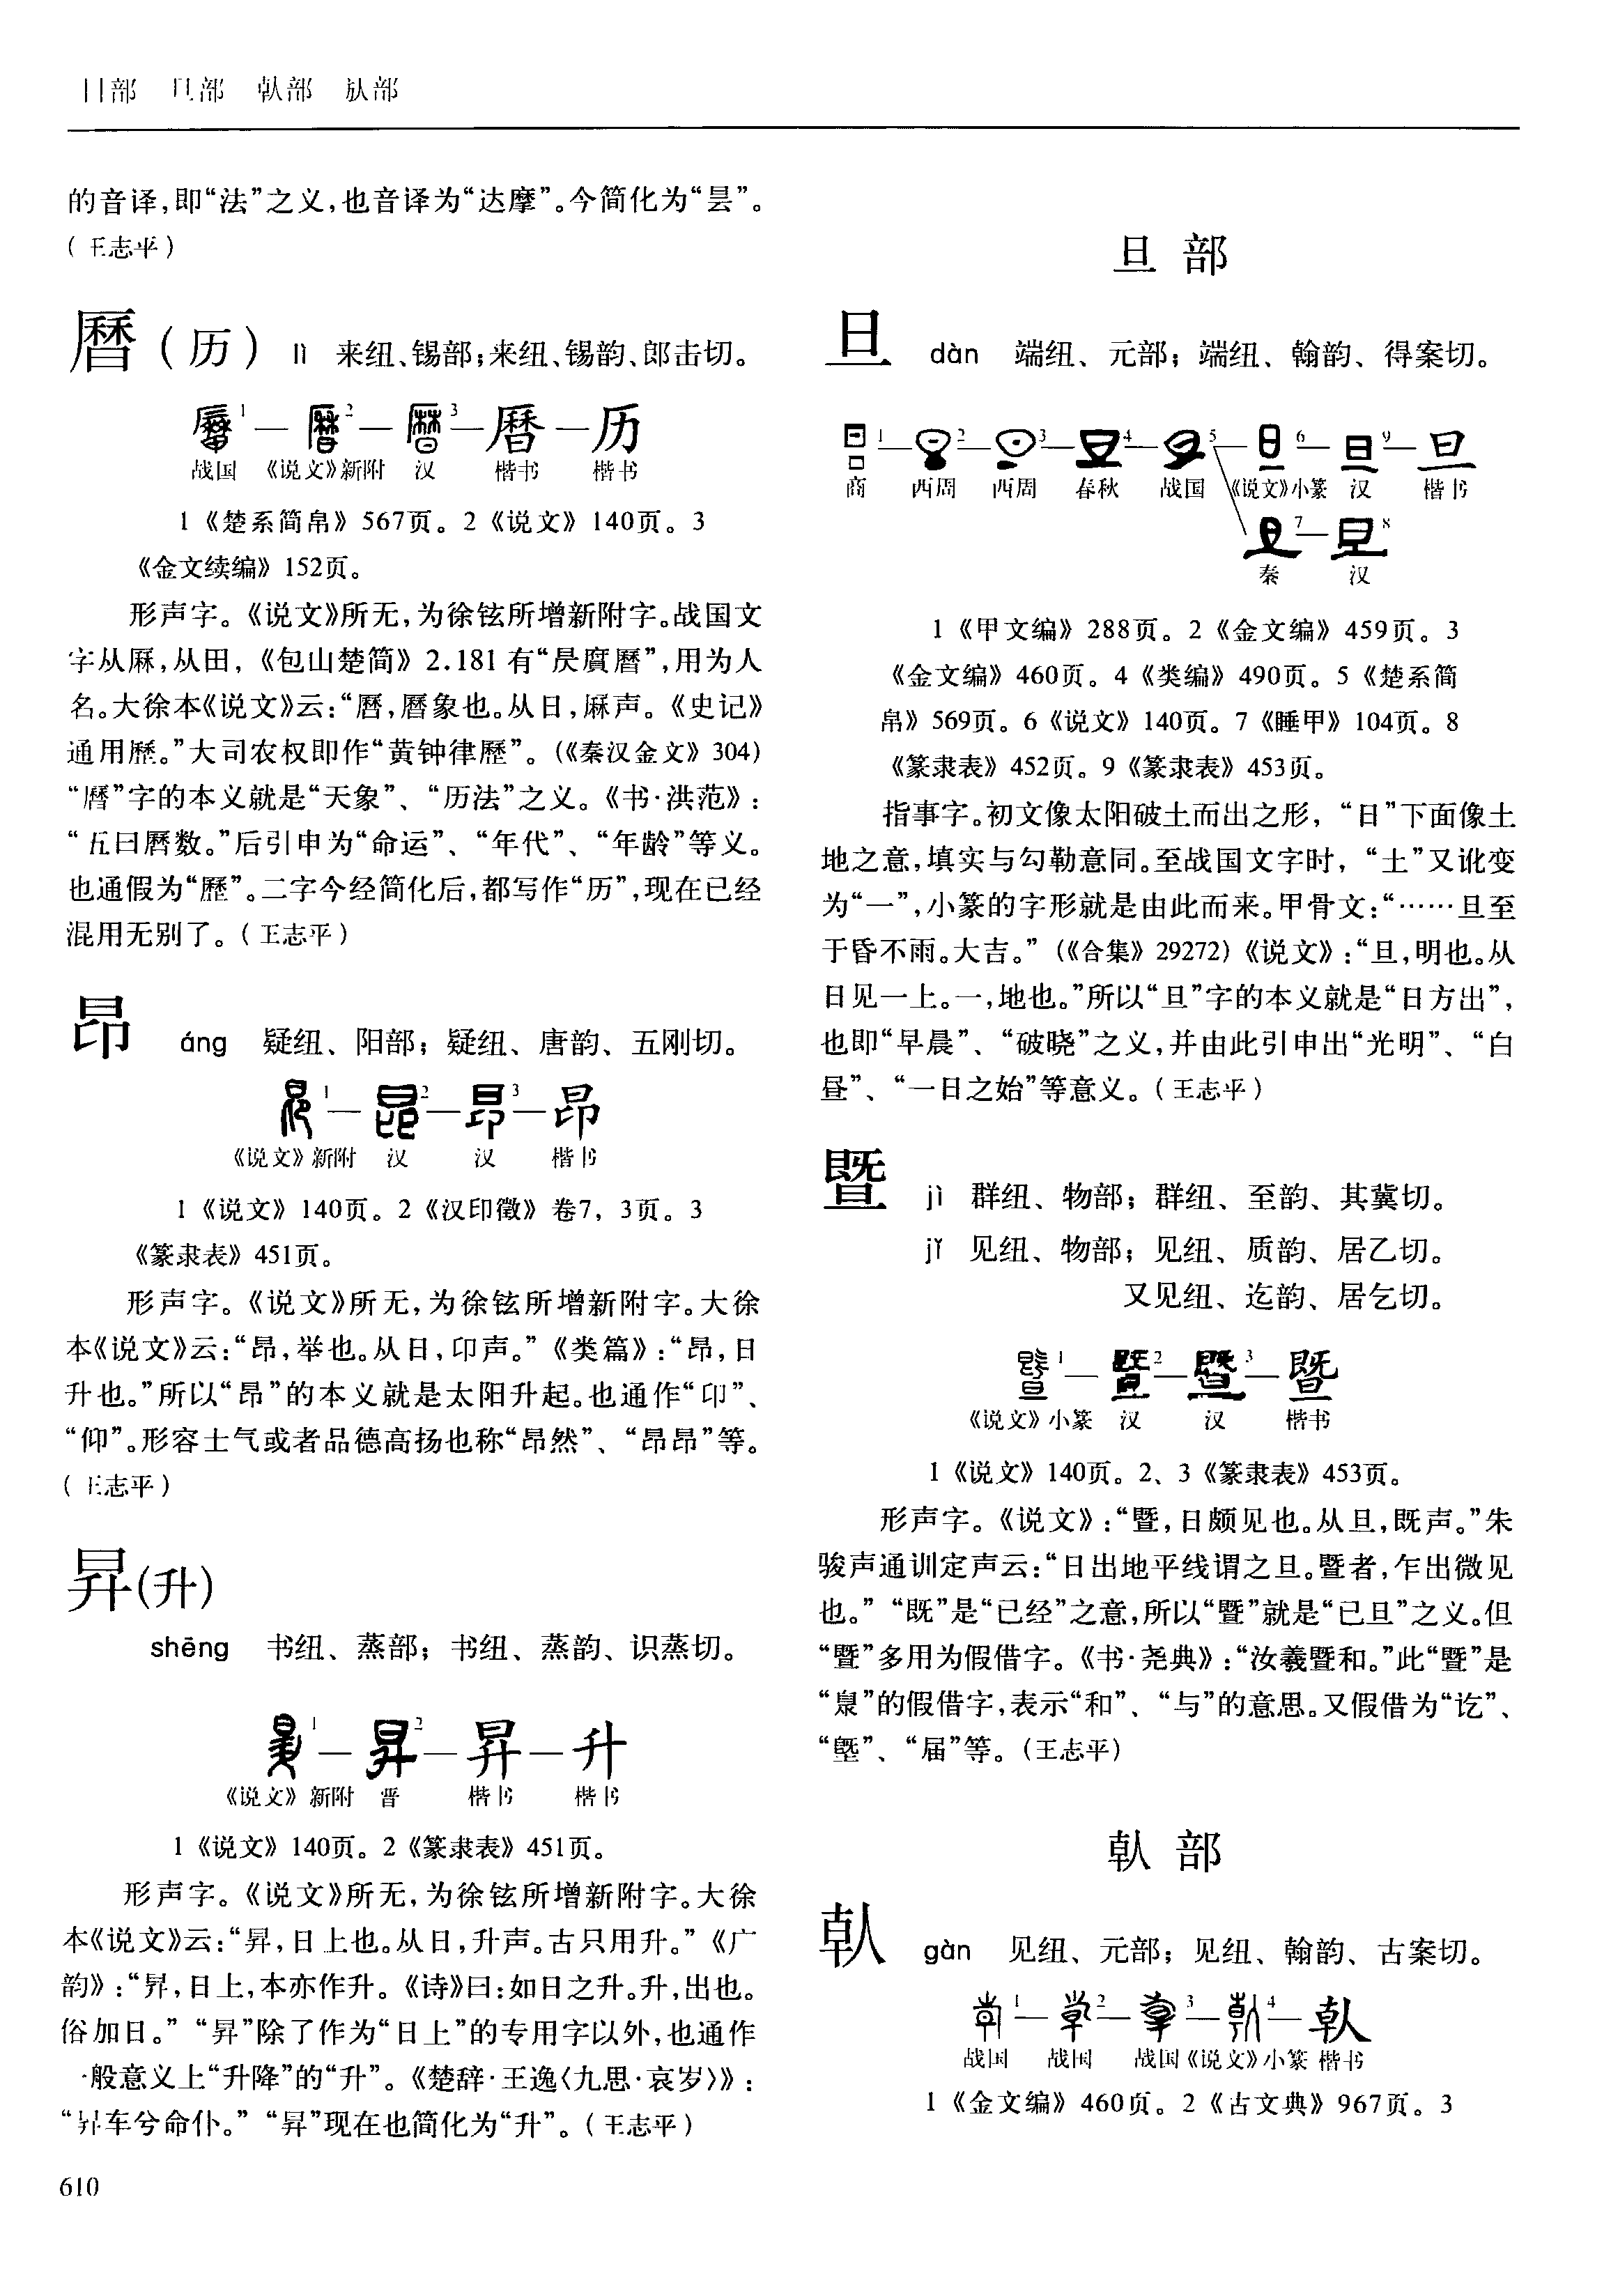 日部 旦部 倝部 㫃部
的音译,即“法”之义,也音译为“达摩”。今简化为“昙”。
(王志平)
曆(历) lì 来纽、锡部;来纽、锡韵、郎击切。
1—2—3—曆—历
战国 《说文》新附 汉 楷书 楷书
1《楚系简帛》567页。2《说文》140页。3
《金文续编》152页。
形声字。《说文》所无,为徐铉所增新附字。战国文
字从厤,从田,《包山楚简》2.181有“㫳廣曆”,用为人
名。大徐本《说文》云:“曆,曆象也。从日,厤声。《史记》
通用歷。”大司农权即作“黄钟律歷”。(《秦汉金文》304)
“曆”字的本义就是“天象”、“历法”之义。《书·洪范》:
“五曰曆数。”后引申为“命运”、“年代”、“年龄”等义。
也通假为“歷”。二字今经简化后,都写作“历”,现在已经
混用无别了。(王志平)
昂 áng 疑纽、阳部;疑纽、唐韵、五刚切。
1—2—3—昂
《说文》新附 汉 汉 楷书
1《说文》140页。2《汉印徵》卷7,3页。3
《篆隶表》451页。
形声字。《说文》所无,为徐铉所增新附字。大徐
本《说文》云:“昂,举也。从日,卬声。”《类篇》:“昂,日
升也。”所以“昂”的本义就是太阳升起。也通作“卬”、
“仰”。形容士气或者品德高扬也称“昂然”、“昂昂”等。
(王志平)
昇(升)
shēng 书纽、蒸部;书纽、蒸韵、识蒸切。
1—2—昇—升
《说文》新附 晋 楷书 楷书
1《说文》140页。2《篆隶表》451页。
形声字。《说文》所无,为徐铉所增新附字。大徐
本《说文》云:“昇,日上也。从日,升声。古只用升。”《广
韵》:“昇,日上,本亦作升。《诗》曰:如日之升。升,出也。
俗加日。”“昇”除了作为“日上”的专用字以外,也通作
一般意义上“升降”的“升”。《楚辞·王逸〈九思·哀岁〉》:
“昇车兮命仆。”“昇”现在也简化为“升”。(王志平)
610
旦 部
旦 dàn 端纽、元部;端纽、翰韵、得案切。
1—2—3—4—5—6—9—旦
商 西周 西周 春秋 战国 《说文》小篆 汉 楷书
7—8
秦 汉
1《甲文编》288页。2《金文编》459页。3
《金文编》460页。4《类编》490页。5《楚系简
帛》569页。6《说文》140页。7《睡甲》104页。8
《篆隶表》452页。9《篆隶表》453页。
指事字。初文像太阳破土而出之形,“日”下面像土
地之意,填实与勾勒意同。至战国文字时,“土”又讹变
为“一”,小篆的字形就是由此而来。甲骨文:“……旦至
于昏不雨。大吉。”(《合集》29272)《说文》:“旦,明也。从
日见一上。一,地也。”所以“旦”字的本义就是“日方出”,
也即“早晨”、“破晓”之义,并由此引申出“光明”、“白
昼”、“一日之始”等意义。(王志平)
暨 jì 群纽、物部;群纽、至韵、其冀切。
jǐ 见纽、物部;见纽、质韵、居乙切。
又见纽、迄韵、居乞切。
1—2—3—暨
《说文》小篆 汉 汉 楷书
1《说文》140页。2、3《篆隶表》453页。
形声字。《说文》:“暨,日颇见也。从旦,既声。”朱
骏声通训定声云:“日出地平线谓之旦。暨者,乍出微见
也。”“既”是“已经”之意,所以“暨”就是“已旦”之义。但
“暨”多用为假借字。《书·尧典》:“汝羲暨和。”此“暨”是
“臮”的假借字,表示“和”、“与”的意思。又假借为“讫”、
“塈”、“届”等。(王志平)
倝 部
倝 gàn 见纽、元部;见纽、翰韵、古案切。
1—2—3—4—倝
战国 战国 战国 《说文》小篆 楷书
1《金文编》460页。2《古文典》967页。3